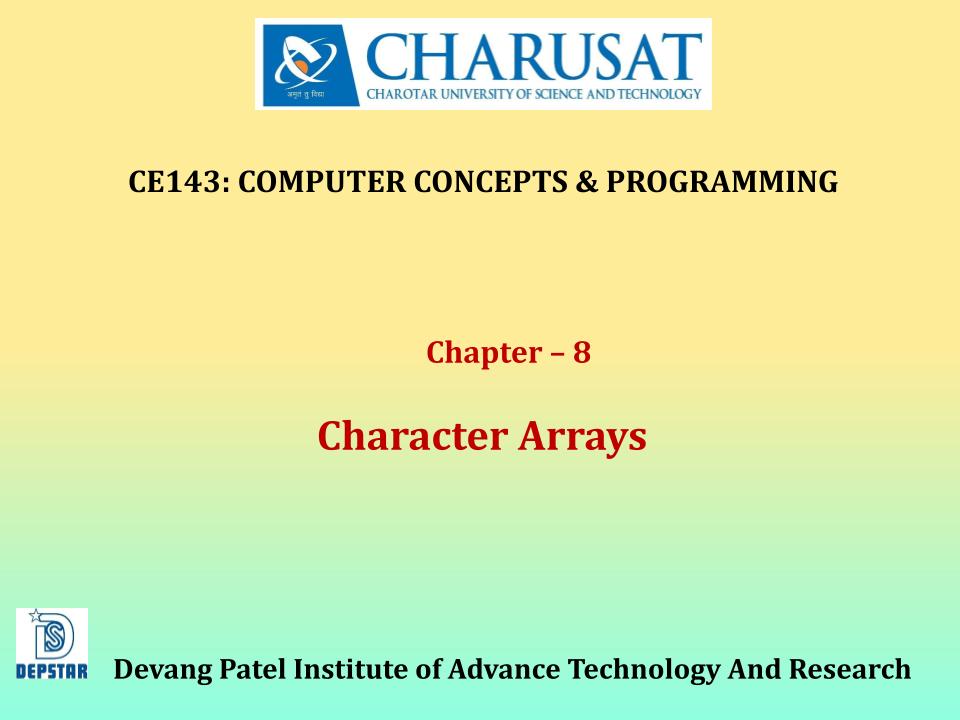 CHARUSAT
अमृतं तु विद्या
CHAROTAR UNIVERSITY OF SCIENCE AND TECHNOLOGY
CE143: COMPUTER CONCEPTS & PROGRAMMING
Chapter – 8
Character Arrays
DEPSTAR
Devang Patel Institute of Advance Technology And Research